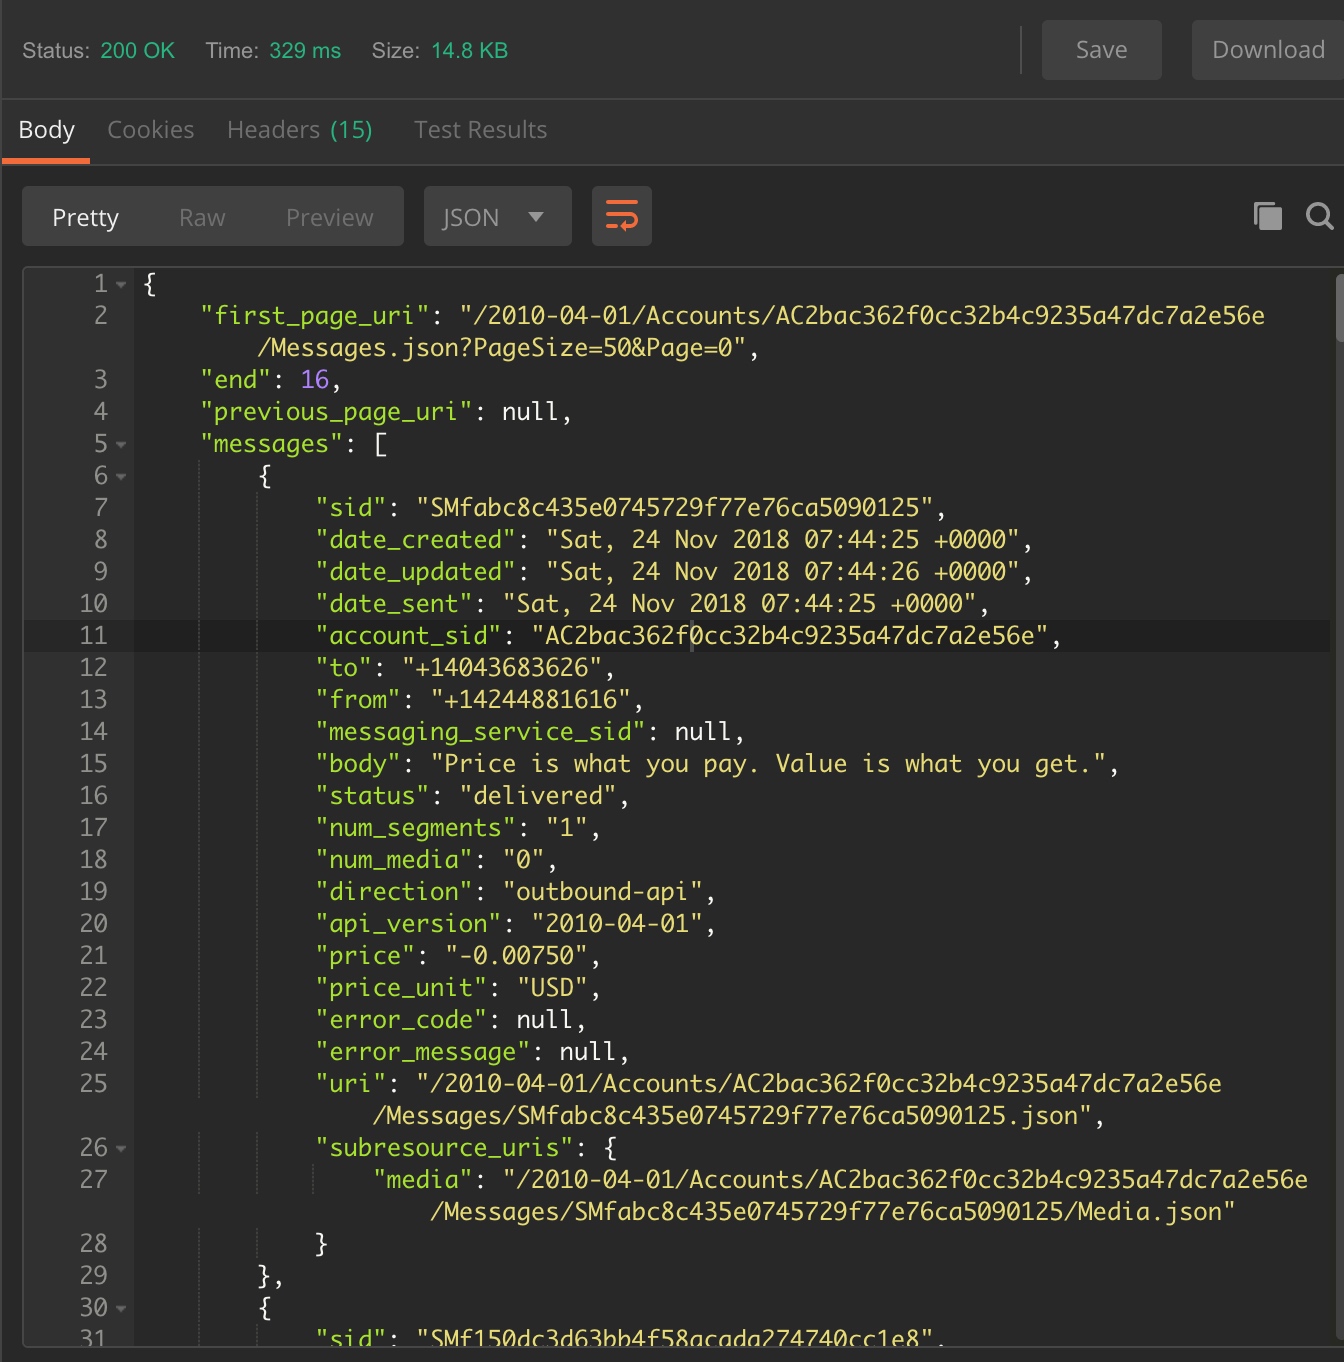 Status: 200 OK Time: 329 ms Size: 14.8 KB Save Download
Body Cookies Headers (15) Test Results
Pretty Raw Preview JSON
1 {
2 "first_page_uri": "/2010-04-01/Accounts/AC2bac362f0cc32b4c9235a47dc7a2e56e
/Messages.json?PageSize=50&Page=0",
3 "end": 16,
4 "previous_page_uri": null,
5 "messages": [
6 {
7 "sid": "SMfabc8c435e0745729f77e76ca5090125",
8 "date_created": "Sat, 24 Nov 2018 07:44:25 +0000",
9 "date_updated": "Sat, 24 Nov 2018 07:44:26 +0000",
10 "date_sent": "Sat, 24 Nov 2018 07:44:25 +0000",
11 "account_sid": "AC2bac362f0cc32b4c9235a47dc7a2e56e",
12 "to": "+14043683626",
13 "from": "+14244881616",
14 "messaging_service_sid": null,
15 "body": "Price is what you pay. Value is what you get.",
16 "status": "delivered",
17 "num_segments": "1",
18 "num_media": "0",
19 "direction": "outbound-api",
20 "api_version": "2010-04-01",
21 "price": "-0.00750",
22 "price_unit": "USD",
23 "error_code": null,
24 "error_message": null,
25 "uri": "/2010-04-01/Accounts/AC2bac362f0cc32b4c9235a47dc7a2e56e
/Messages/SMfabc8c435e0745729f77e76ca5090125.json",
26 "subresource_uris": {
27 "media": "/2010-04-01/Accounts/AC2bac362f0cc32b4c9235a47dc7a2e56e
/Messages/SMfabc8c435e0745729f77e76ca5090125/Media.json"
28 }
29 },
30 {
31 "sid": "SMf150dc3d63bb4f58acada274740cc1e8",